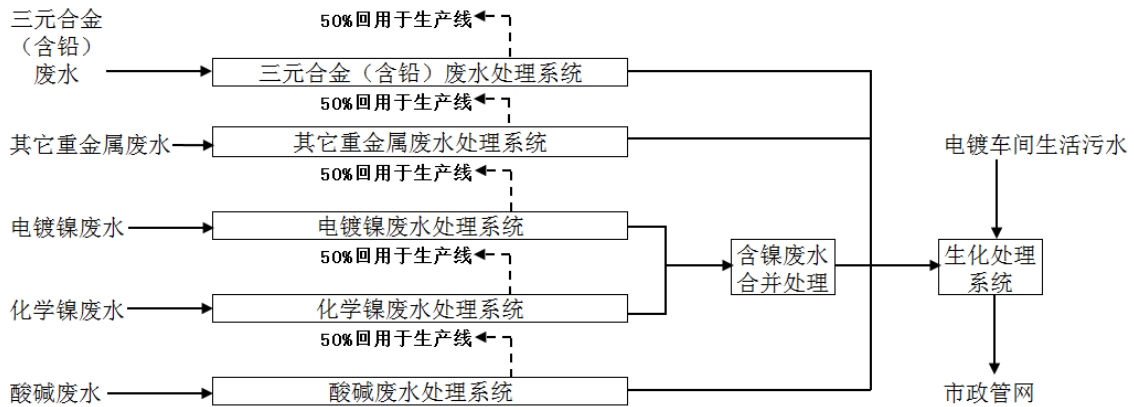 三元合金
（含铅）
废水
50%回用于生产线
三元合金（含铅）废水处理系统
50%回用于生产线
其它重金属废水
其它重金属废水处理系统
电镀车间生活污水
50%回用于生产线
电镀镍废水
电镀镍废水处理系统
50%回用于生产线
含镍废水
合并处理
生化处理
系统
化学镍废水
化学镍废水处理系统
50%回用于生产线
酸碱废水
酸碱废水处理系统
市政管网